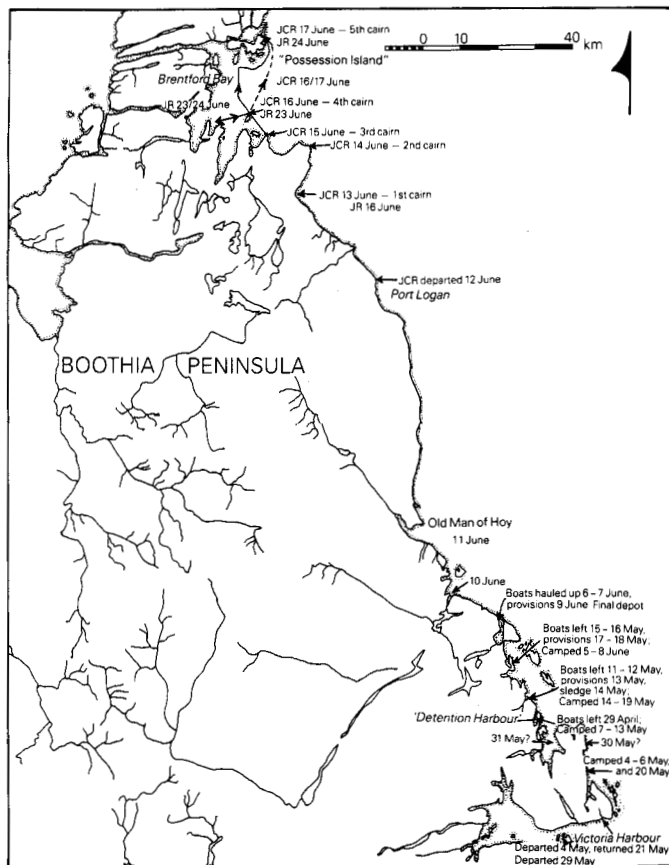 JCR 17 June – 5th cairn
JR 24 June
"Possession Island"
0 20 40 km
Brentford Bay
JCR 16/17 June
JR 23/24 June
JCR 16 June – 4th cairn
JR 23 June
JCR 15 June – 3rd cairn
JCR 14 June – 2nd cairn
JCR 13 June – 1st cairn
JR 16 June
JCR departed 12 June
Port Logan
BOOTHIA PENINSULA
Old Man of Hoy
11 June
10 June
Boats hauled up 6 – 7 June,
provisions 9 June Final depot
Boats left 15 – 16 May,
provisions 17 – 18 May;
Camped 5 – 8 June
Boats left 11 – 12 May,
provisions 13 May,
sledge 14 May;
Camped 14 – 19 May
'Detention Harbour'
Boats left 29 April;
Camped 7 – 13 May
31 May?
30 May?
Camped 4 – 6 May,
and 20 May
Victoria Harbour
Departed 4 May, returned 21 May
Departed 29 May